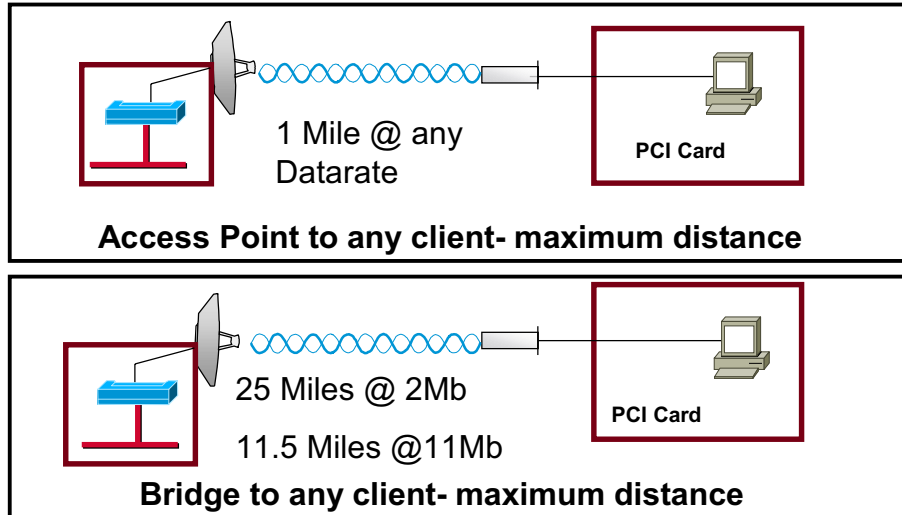 1 Mile @ any
Datarate
PCI Card
Access Point to any client- maximum distance
25 Miles @ 2Mb
11.5 Miles @11Mb
PCI Card
Bridge to any client- maximum distance